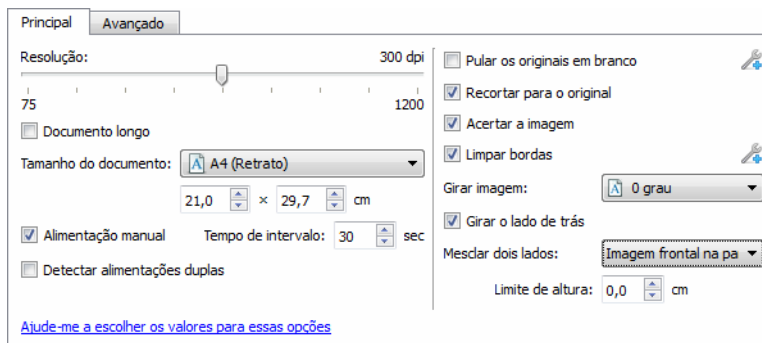 Principal Avançado
Resolução: 300 dpi
75 1200
Documento longo
Tamanho do documento: A4 (Retrato)
21,0 × 29,7 cm
Alimentação manual Tempo de intervalo: 30 sec
Detectar alimentações duplas
Ajude-me a escolher os valores para essas opções
Pular os originais em branco
Recortar para o original
Acertar a imagem
Limpar bordas
Girar imagem: 0 grau
Girar o lado de trás
Mesclar dois lados: Imagem frontal na pa
Limite de altura: 0,0 cm